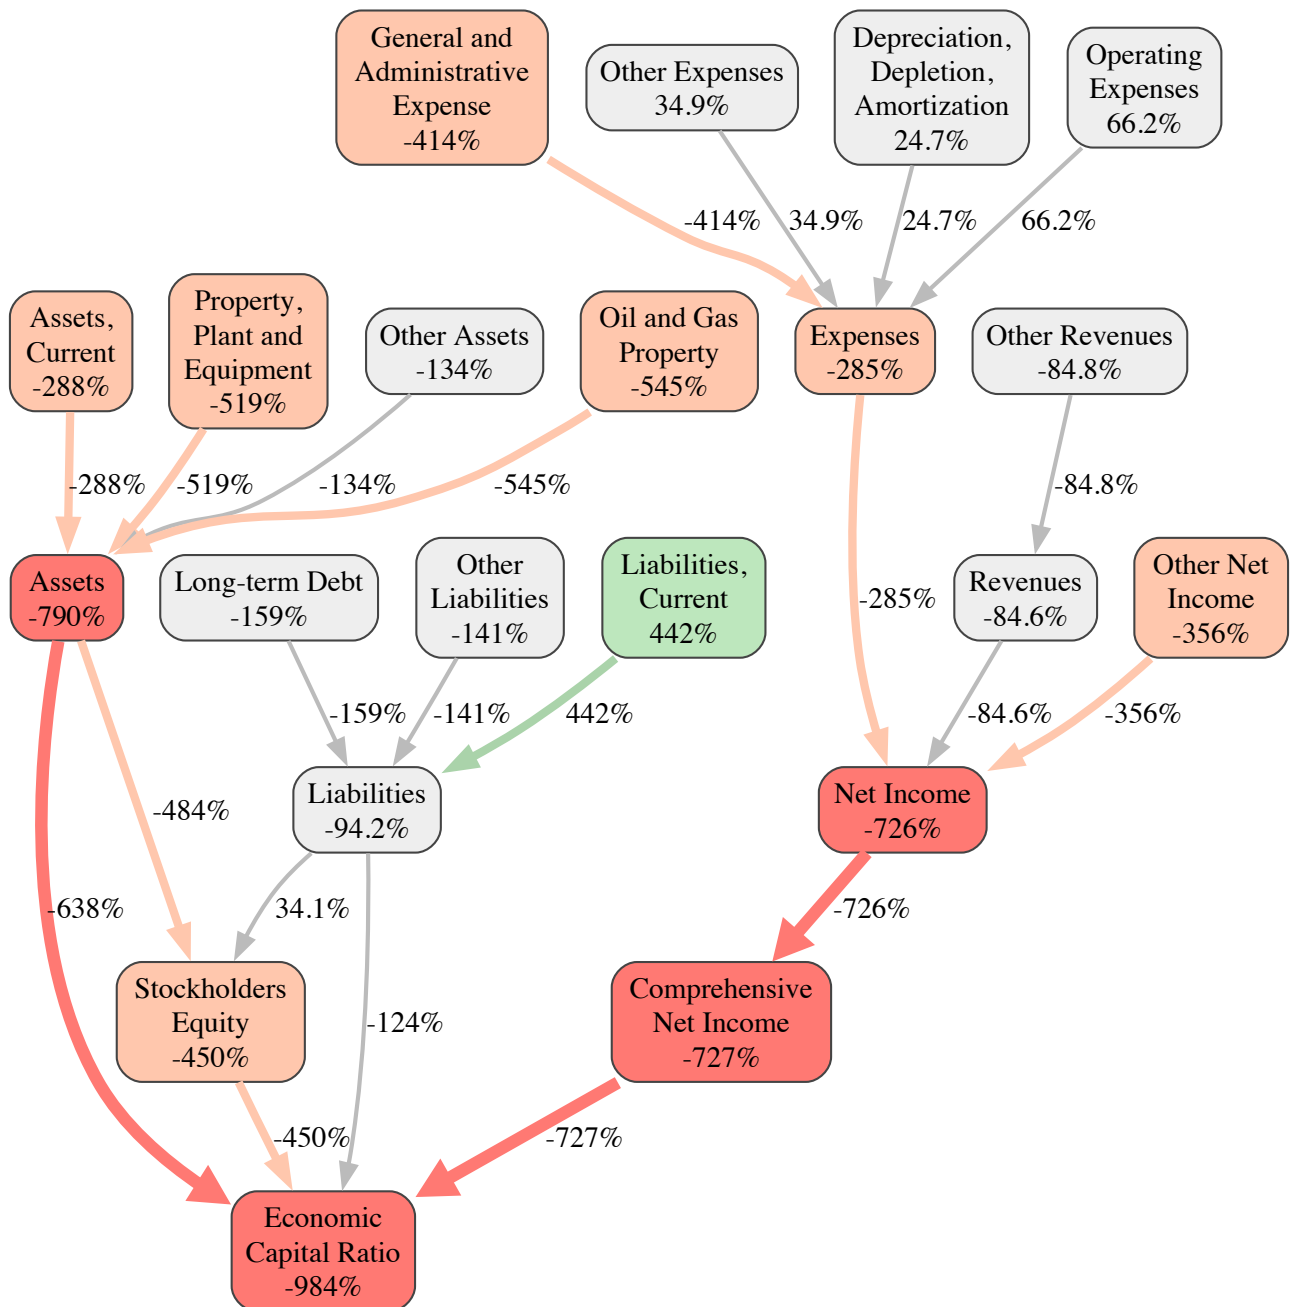 General and
Administrative
Expense
-414%
Other Expenses
34.9%
Depreciation,
Depletion,
Amortization
24.7%
Operating
Expenses
66.2%
-414%
34.9%
24.7%
66.2%
Assets,
Current
-288%
Property,
Plant and
Equipment
-519%
Other Assets
-134%
Oil and Gas
Property
-545%
Expenses
-285%
Other Revenues
-84.8%
-288%
-519%
-134%
-545%
-84.8%
Assets
-790%
Long-term Debt
-159%
Other
Liabilities
-141%
Liabilities,
Current
442%
-285%
Revenues
-84.6%
Other Net
Income
-356%
-159%
-141%
442%
-84.6%
-356%
Liabilities
-94.2%
Net Income
-726%
-484%
-638%
34.1%
-726%
Stockholders
Equity
-450%
-124%
Comprehensive
Net Income
-727%
-450%
-727%
Economic
Capital Ratio
-984%